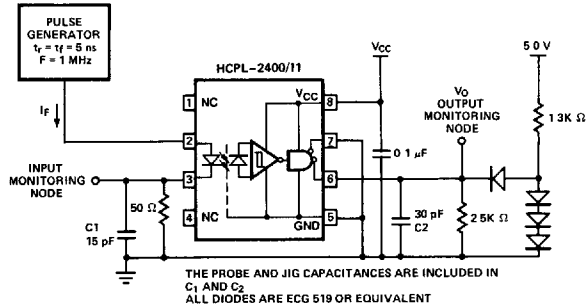 PULSE
GENERATOR
tr = tf = 5 ns
F = 1 MHz
IF
HCPL-2400/11
VCC
5 0 V
1
NC
VCC
8
VO
OUTPUT
MONITORING
NODE
1 3K Ω
2
7
0 1 μF
INPUT
MONITORING
NODE
3
6
50 Ω
C1
15 pF
4
NC
GND
5
30 pF
C2
2 5K Ω
THE PROBE AND JIG CAPACITANCES ARE INCLUDED IN
C1 AND C2
ALL DIODES ARE ECG 519 OR EQUIVALENT